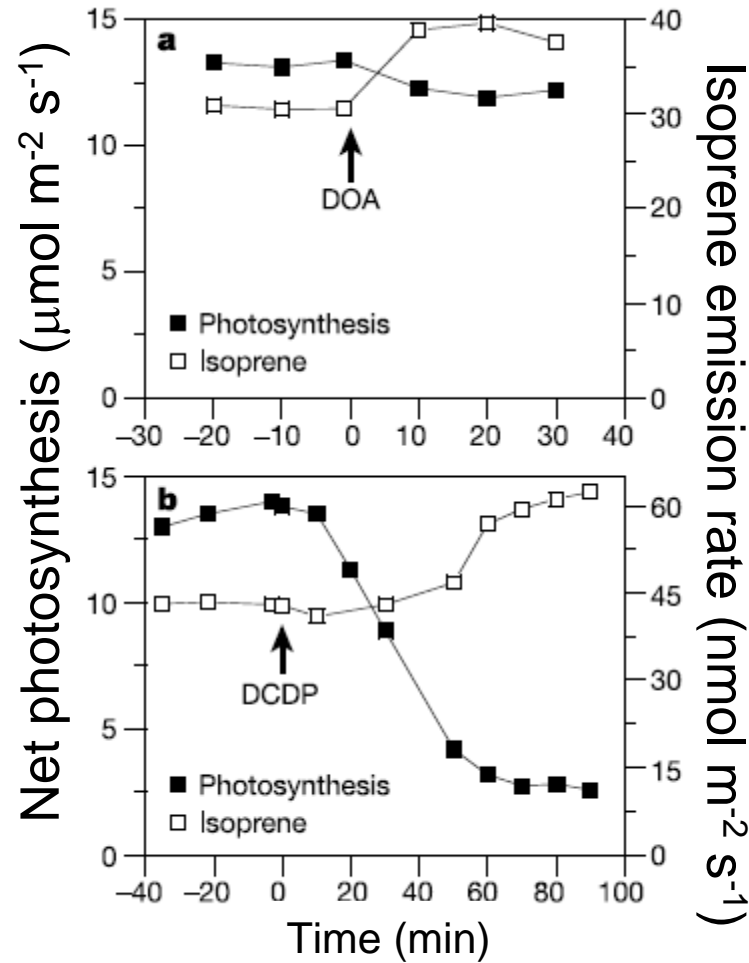 Net photosynthesis (μmol m-2 s-1)
Isoprene emission rate (nmol m-2 s-1)
a
15
10
5
0
40
30
20
10
0
DOA
Photosynthesis
Isoprene
–30 –20 –10 0 10 20 30 40
b
15
10
5
0
60
45
30
15
0
DCDP
Photosynthesis
Isoprene
–40 –20 0 20 40 60 80 100
Time (min)